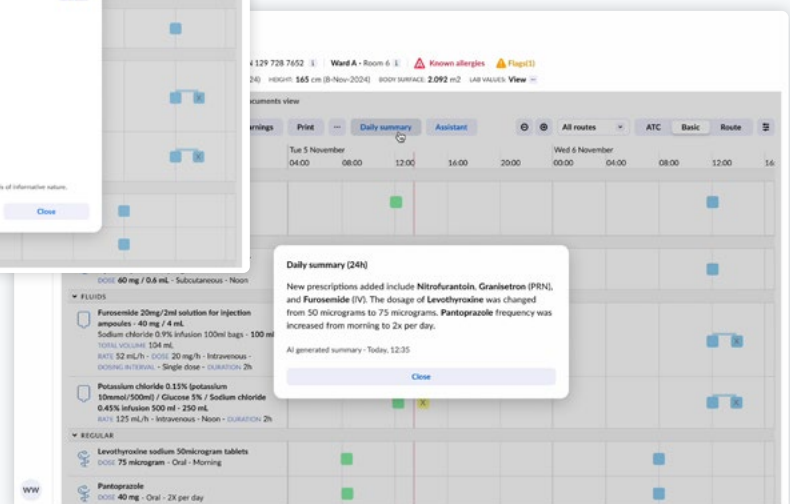 129 728 7652 Ward A - Room 6 Known allergies Flags(1)
24) HEIGHT: 165 cm (8-Nov-2024) BODY SURFACE: 2.092 m2 LAB VALUES: View
cuments view
rnings Print ... Daily summary Assistant All routes ATC Basic Route
Tue 5 November Wed 6 November
04:00 08:00 12:00 16:00 20:00 00:00 04:00 08:00 12:00 16:
s of informative nature.
Close
DOSE 60 mg / 0.6 mL - Subcutaneous - Noon
FLUIDS
Furosemide 20mg/2ml solution for injection
ampoules - 40 mg / 4 mL
Sodium chloride 0.9% infusion 100ml bags - 100 ml
TOTAL VOLUME 104 mL
RATE 52 mL/h - DOSE 20 mg/h - Intravenous -
DOSING INTERVAL - Single dose - DURATION 2h
Potassium chloride 0.15% (potassium
10mmol/500ml) / Glucose 5% / Sodium chloride
0.45% infusion 500 ml - 250 mL
RATE 125 mL/h - Intravenous - Noon - DURATION 2h
REGULAR
Levothyroxine sodium 50microgram tablets
DOSE 75 microgram - Oral - Morning
Pantoprazole
DOSE 40 mg - Oral - 2X per day
WW
Daily summary (24h)
New prescriptions added include Nitrofurantoin, Granisetron (PRN),
and Furosemide (IV). The dosage of Levothyroxine was changed
from 50 micrograms to 75 micrograms. Pantoprazole frequency was
increased from morning to 2x per day.
AI generated summary - Today, 12:35
Close
X
X
X
X
X